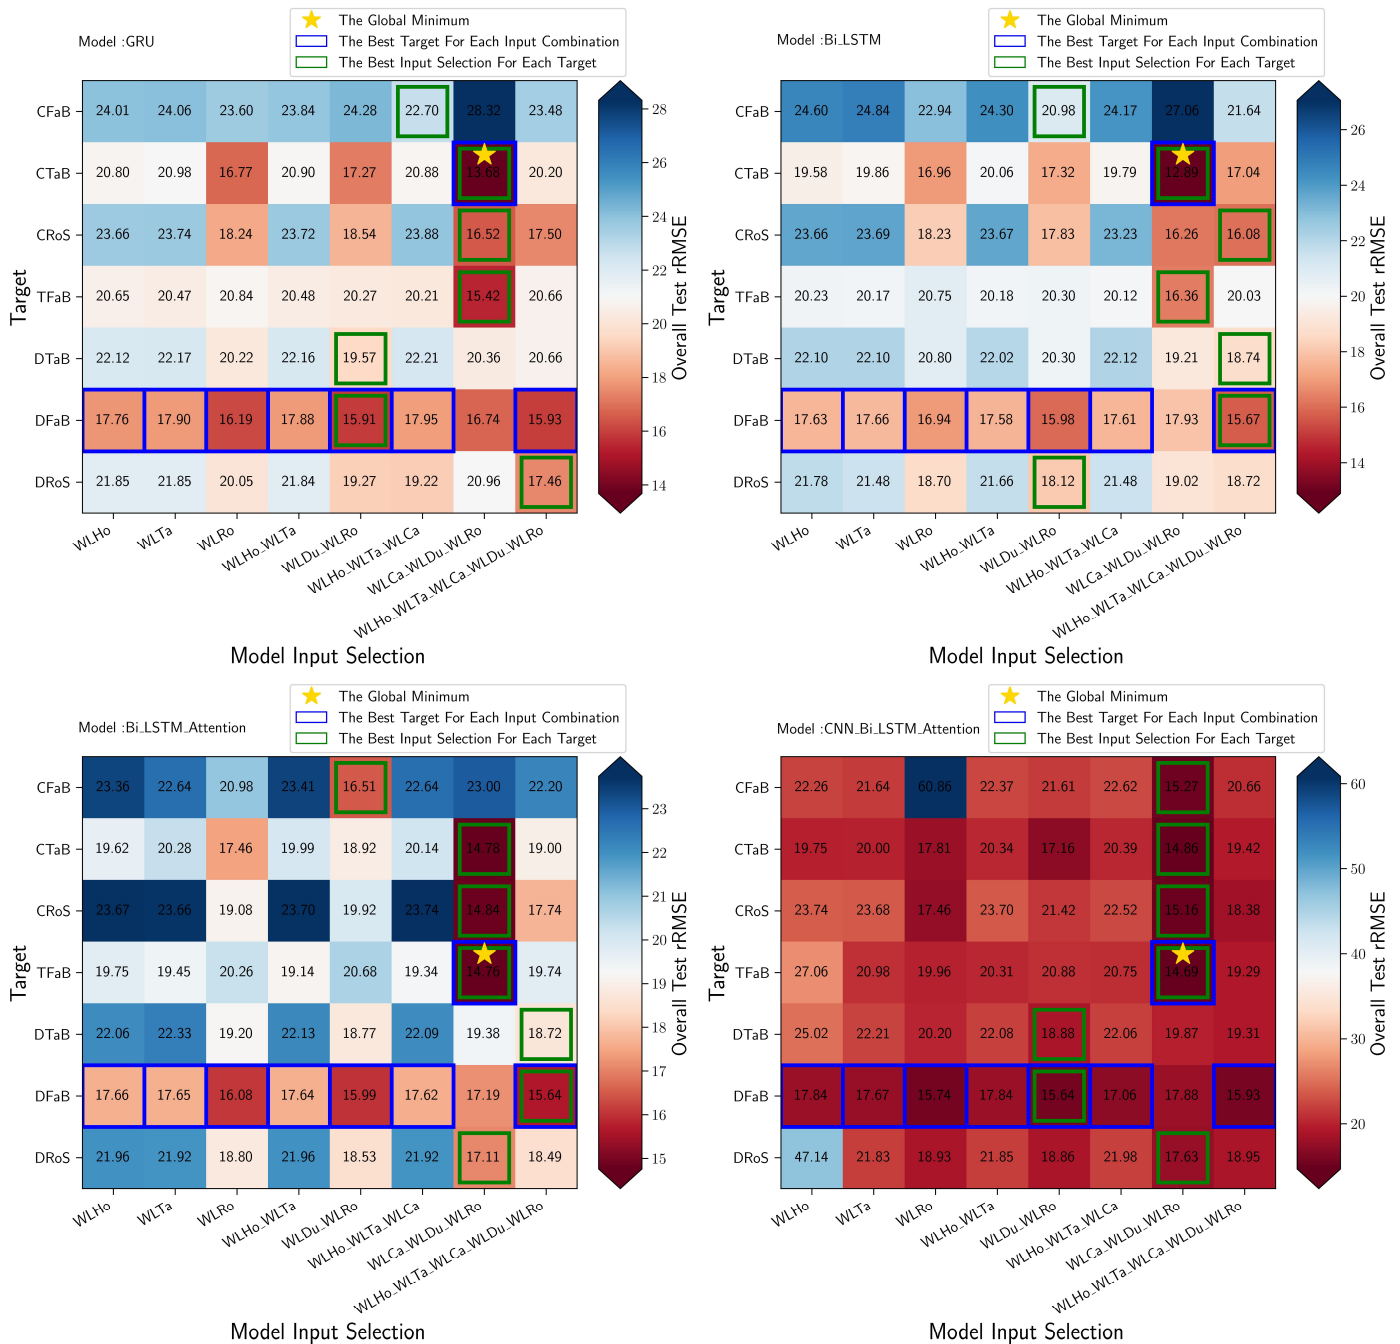 Model :GRU
The Global Minimum
The Best Target For Each Input Combination
The Best Input Selection For Each Target
CFaB 24.01 24.06 23.60 23.84 24.28 22.70 28.32 23.48
CTaB 20.80 20.98 16.77 20.90 17.27 20.88 13.68 20.20
CRoS 23.66 23.74 18.24 23.72 18.54 23.88 16.52 17.50
TFaB 20.65 20.47 20.84 20.48 20.27 20.21 15.42 20.66
DTaB 22.12 22.17 20.22 22.16 19.57 22.21 20.36 20.66
DFaB 17.76 17.90 16.19 17.88 15.91 17.95 16.74 15.93
DRoS 21.85 21.85 20.05 21.84 19.27 19.22 20.96 17.46
Target
WLHo
WLTa
WLRo
WLHo_WLTa
WLDu_WLRo
WLHo_WLTa_WLCa
WLCa_WLDu_WLRo
WLHo_WLTa_WLCa_WLDu_WLRo
Model Input Selection
28
26
24
22
20
18
16
14
Overall Test rRMSE
Model :Bi_LSTM
The Global Minimum
The Best Target For Each Input Combination
The Best Input Selection For Each Target
CFaB 24.60 24.84 22.94 24.30 20.98 24.17 27.06 21.64
CTaB 19.58 19.86 16.96 20.06 17.32 19.79 12.89 17.04
CRoS 23.66 23.69 18.23 23.67 17.83 23.23 16.26 16.08
TFaB 20.23 20.17 20.75 20.18 20.30 20.12 16.36 20.03
DTaB 22.10 22.10 20.80 22.02 20.30 22.12 19.21 18.74
DFaB 17.63 17.66 16.94 17.58 15.98 17.61 17.93 15.67
DRoS 21.78 21.48 18.70 21.66 18.12 21.48 19.02 18.72
Target
WLHo
WLTa
WLRo
WLHo_WLTa
WLDu_WLRo
WLHo_WLTa_WLCa
WLCa_WLDu_WLRo
WLHo_WLTa_WLCa_WLDu_WLRo
Model Input Selection
26
24
22
20
18
16
14
Overall Test rRMSE
Model :Bi_LSTM_Attention
The Global Minimum
The Best Target For Each Input Combination
The Best Input Selection For Each Target
CFaB 23.36 22.64 20.98 23.41 16.51 22.64 23.00 22.20
CTaB 19.62 20.28 17.46 19.99 18.92 20.14 14.78 19.00
CRoS 23.67 23.66 19.08 23.70 19.92 23.74 14.84 17.74
TFaB 19.75 19.45 20.26 19.14 20.68 19.34 14.76 19.74
DTaB 22.06 22.33 19.20 22.13 18.77 22.09 19.38 18.72
DFaB 17.66 17.65 16.08 17.64 15.99 17.62 17.19 15.64
DRoS 21.96 21.92 18.80 21.96 18.53 21.92 17.11 18.49
Target
WLHo
WLTa
WLRo
WLHo_WLTa
WLDu_WLRo
WLHo_WLTa_WLCa
WLCa_WLDu_WLRo
WLHo_WLTa_WLCa_WLDu_WLRo
Model Input Selection
23
22
21
20
19
18
17
16
15
Overall Test rRMSE
Model :CNN_Bi_LSTM_Attention
The Global Minimum
The Best Target For Each Input Combination
The Best Input Selection For Each Target
CFaB 22.26 21.64 60.86 22.37 21.61 22.62 15.27 20.66
CTaB 19.75 20.00 17.81 20.34 17.16 20.39 14.86 19.42
CRoS 23.74 23.68 17.46 23.70 21.42 22.52 15.16 18.38
TFaB 27.06 20.98 19.96 20.31 20.88 20.75 14.69 19.29
DTaB 25.02 22.21 20.20 22.08 18.88 22.06 19.87 19.31
DFaB 17.84 17.67 15.74 17.84 15.64 17.06 17.88 15.93
DRoS 47.14 21.83 18.93 21.85 18.86 21.98 17.63 18.95
Target
WLHo
WLTa
WLRo
WLHo_WLTa
WLDu_WLRo
WLHo_WLTa_WLCa
WLCa_WLDu_WLRo
WLHo_WLTa_WLCa_WLDu_WLRo
Model Input Selection
60
50
40
30
20
Overall Test rRMSE